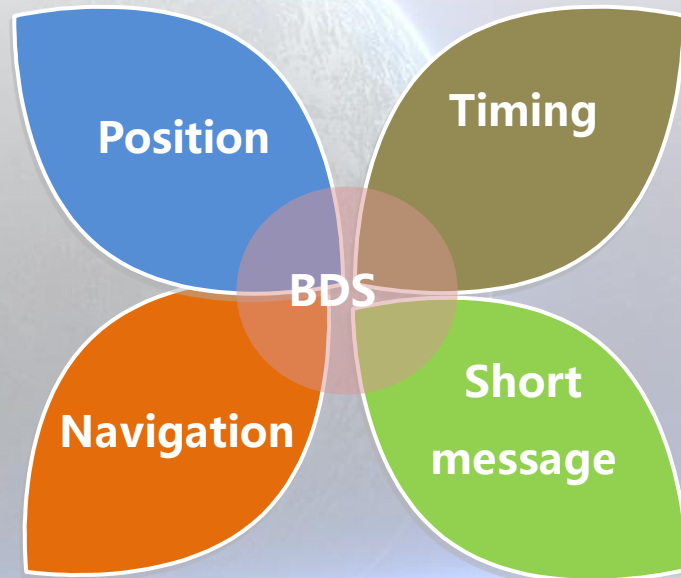 Position
Timing
BDS
Navigation
Short
message